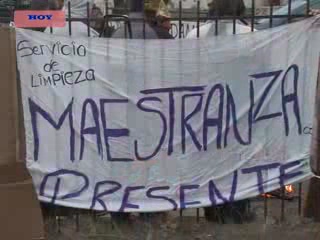 HOY
SERVICIO
de
LIMPIEZA
MAESTRANZA
PRESENTE